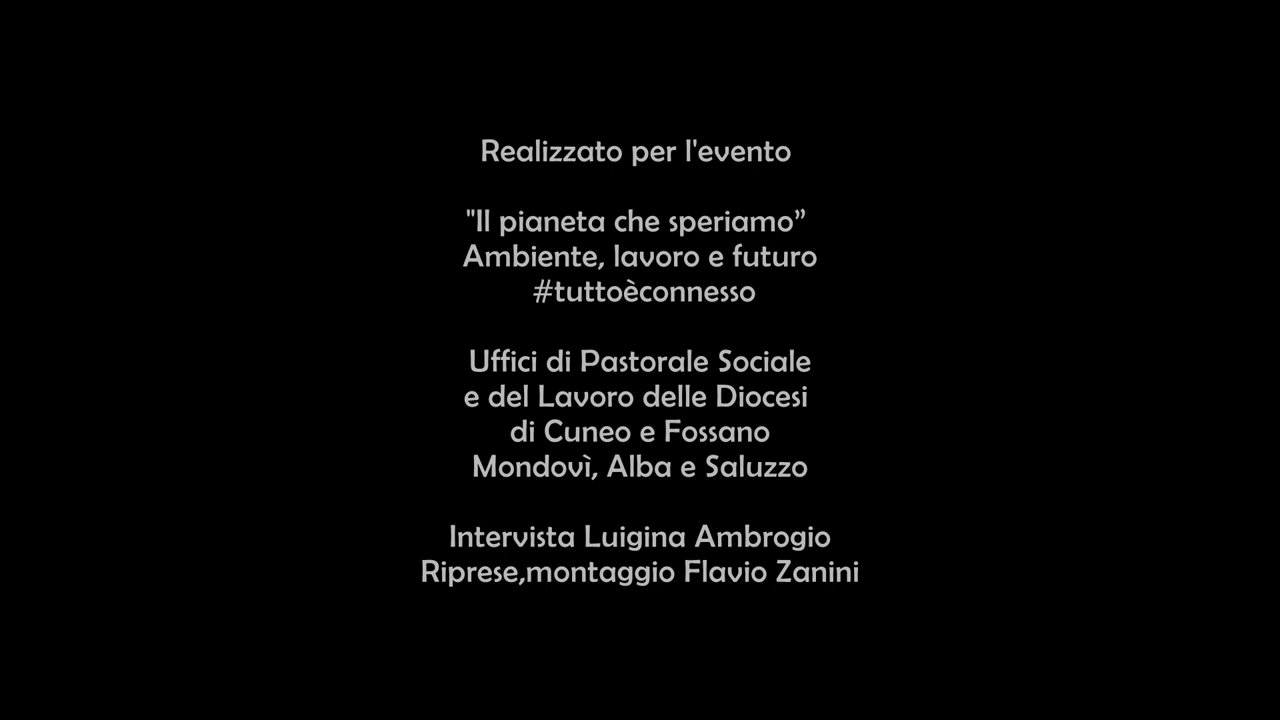 Realizzato per l'evento
"Il pianeta che speriamo”
Ambiente, lavoro e futuro
#tuttoèconnesso
Uffici di Pastorale Sociale
e del Lavoro delle Diocesi
di Cuneo e Fossano
Mondovì, Alba e Saluzzo
Intervista Luigina Ambrogio
Riprese,montaggio Flavio Zanini